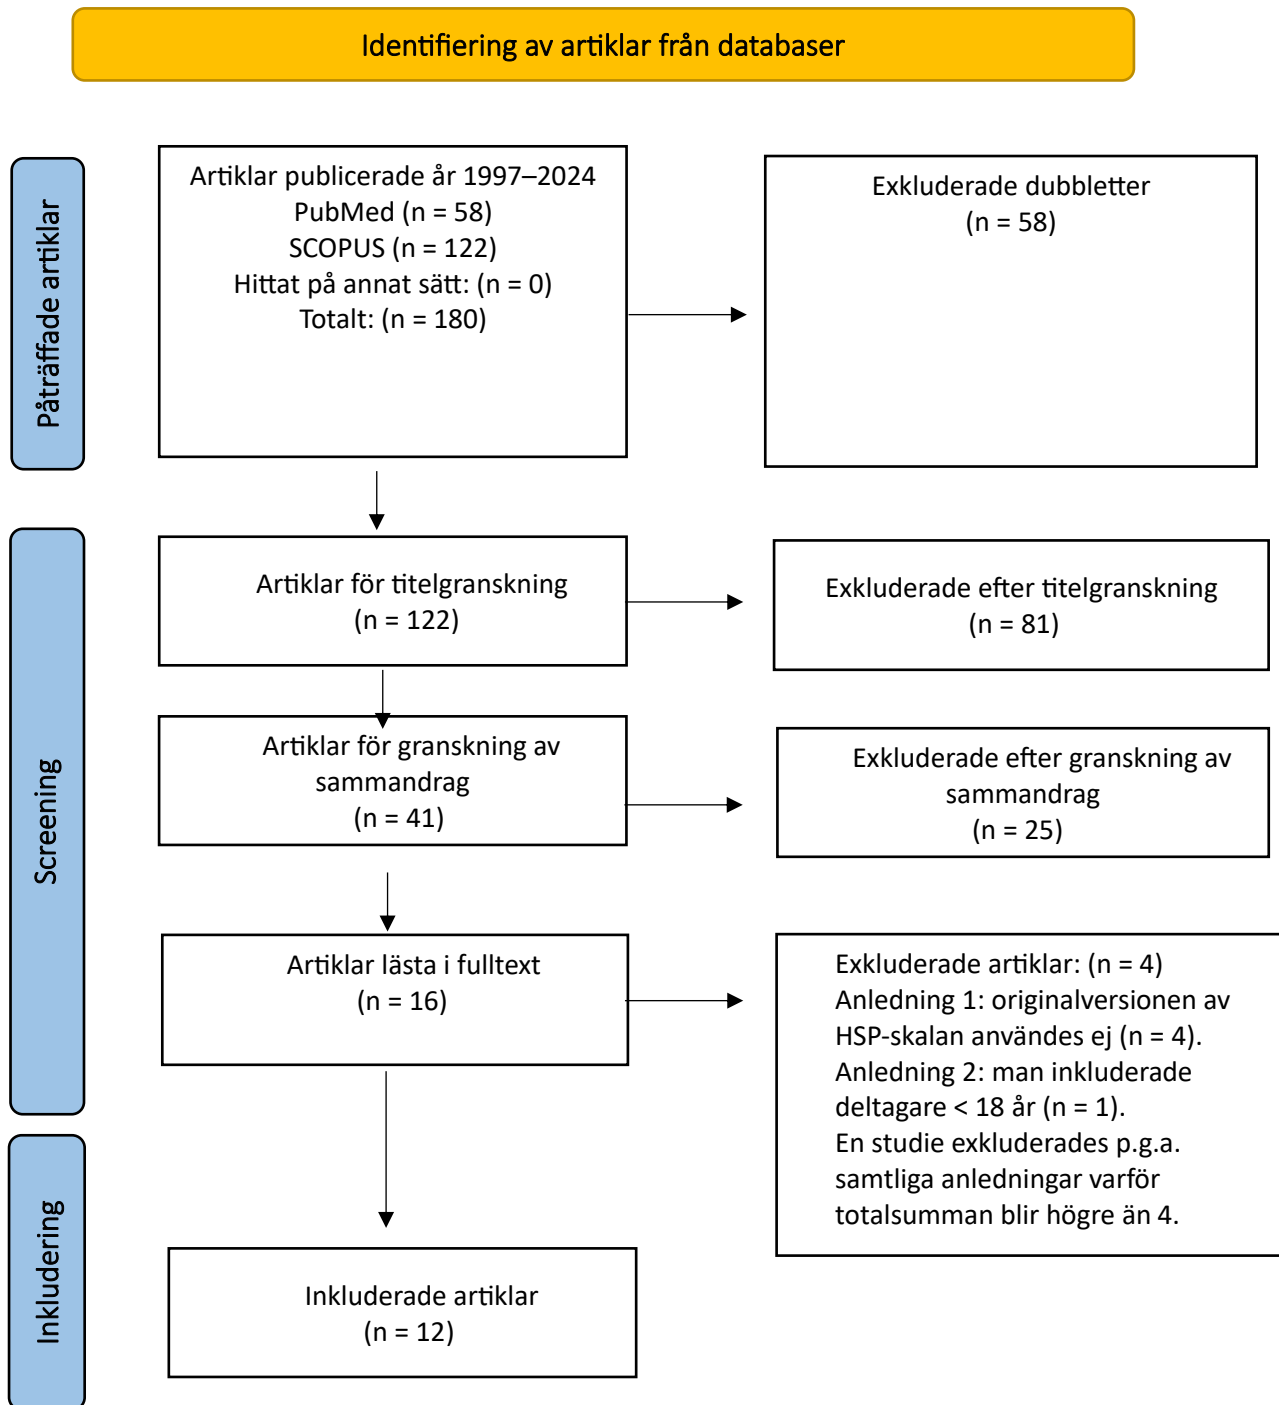 Identifiering av artiklar från databaser
Påträffade artiklar
Artiklar publicerade år 1997–2024
PubMed (n = 58)
SCOPUS (n = 122)
Hittat på annat sätt: (n = 0)
Totalt: (n = 180)
Exkluderade dubbletter
(n = 58)
Screening
Artiklar för titelgranskning
(n = 122)
Exkluderade efter titelgranskning
(n = 81)
Artiklar för granskning av
sammandrag
(n = 41)
Exkluderade efter granskning av
sammandrag
(n = 25)
Artiklar lästa i fulltext
(n = 16)
Exkluderade artiklar: (n = 4)
Anledning 1: originalversionen av
HSP-skalan användes ej (n = 4).
Anledning 2: man inkluderade
deltagare < 18 år (n = 1).
En studie exkluderades p.g.a.
samtliga anledningar varför
totalsumman blir högre än 4.
Inkludering
Inkluderade artiklar
(n = 12)